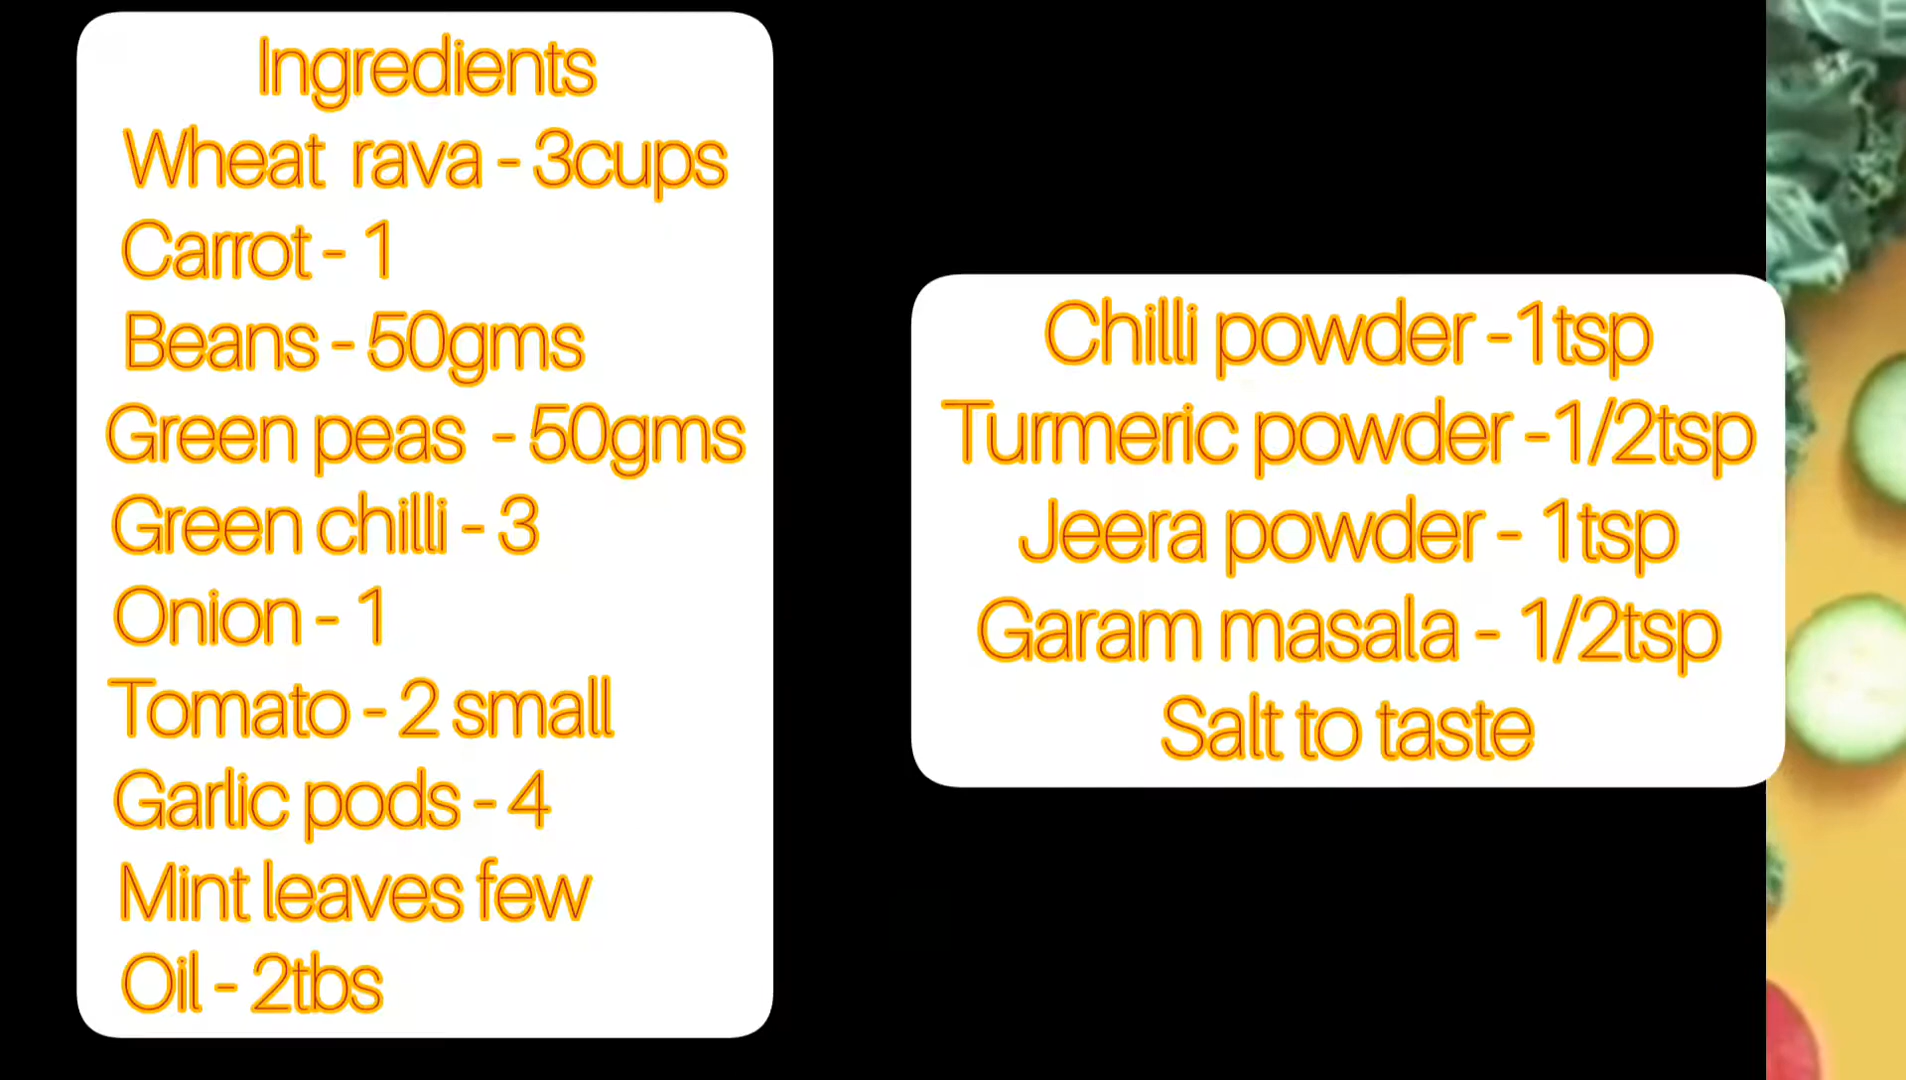 Ingredients
Wheat rava - 3cups
Carrot - 1
Beans - 50gms
Green peas - 50gms
Green chilli - 3
Onion - 1
Tomato - 2 small
Garlic pods - 4
Mint leaves few
Oil - 2tbs
Chilli powder -1tsp
Turmeric powder -1/2tsp
Jeera powder - 1tsp
Garam masala - 1/2tsp
Salt to taste